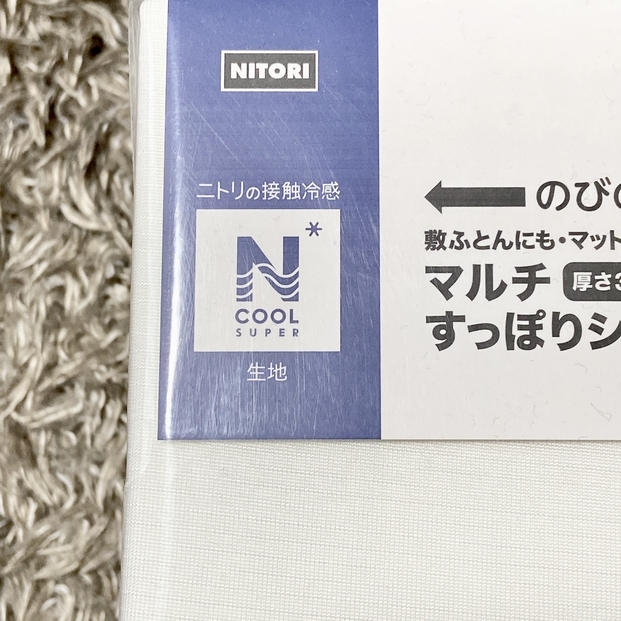 NITORI
ニトリの接触冷感
N*
COOL
SUPER
生地
のび
敷ふとんにも・マット
マルチ 厚さ3
すっぽりシ